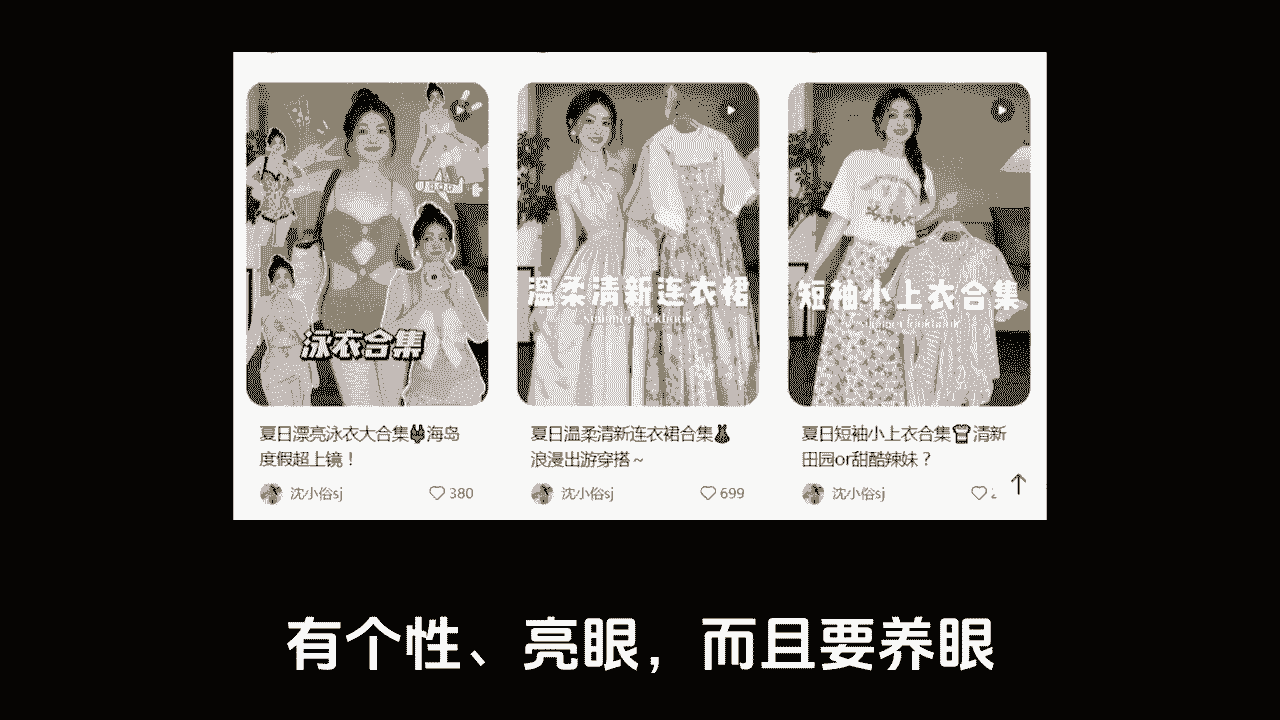 泳衣合集
温柔清新连衣裙
summer lookbook
短袖小上衣合集
summer lookbook
夏日漂亮泳衣大合集👙海岛
度假超上镜！
沈小俗sj
380
夏日温柔清新连衣裙合集👗
浪漫出游穿搭～
沈小俗sj
699
夏日短袖小上衣合集👚清新
田园or甜酷辣妹？
沈小俗sj
有个性、亮眼，而且要养眼